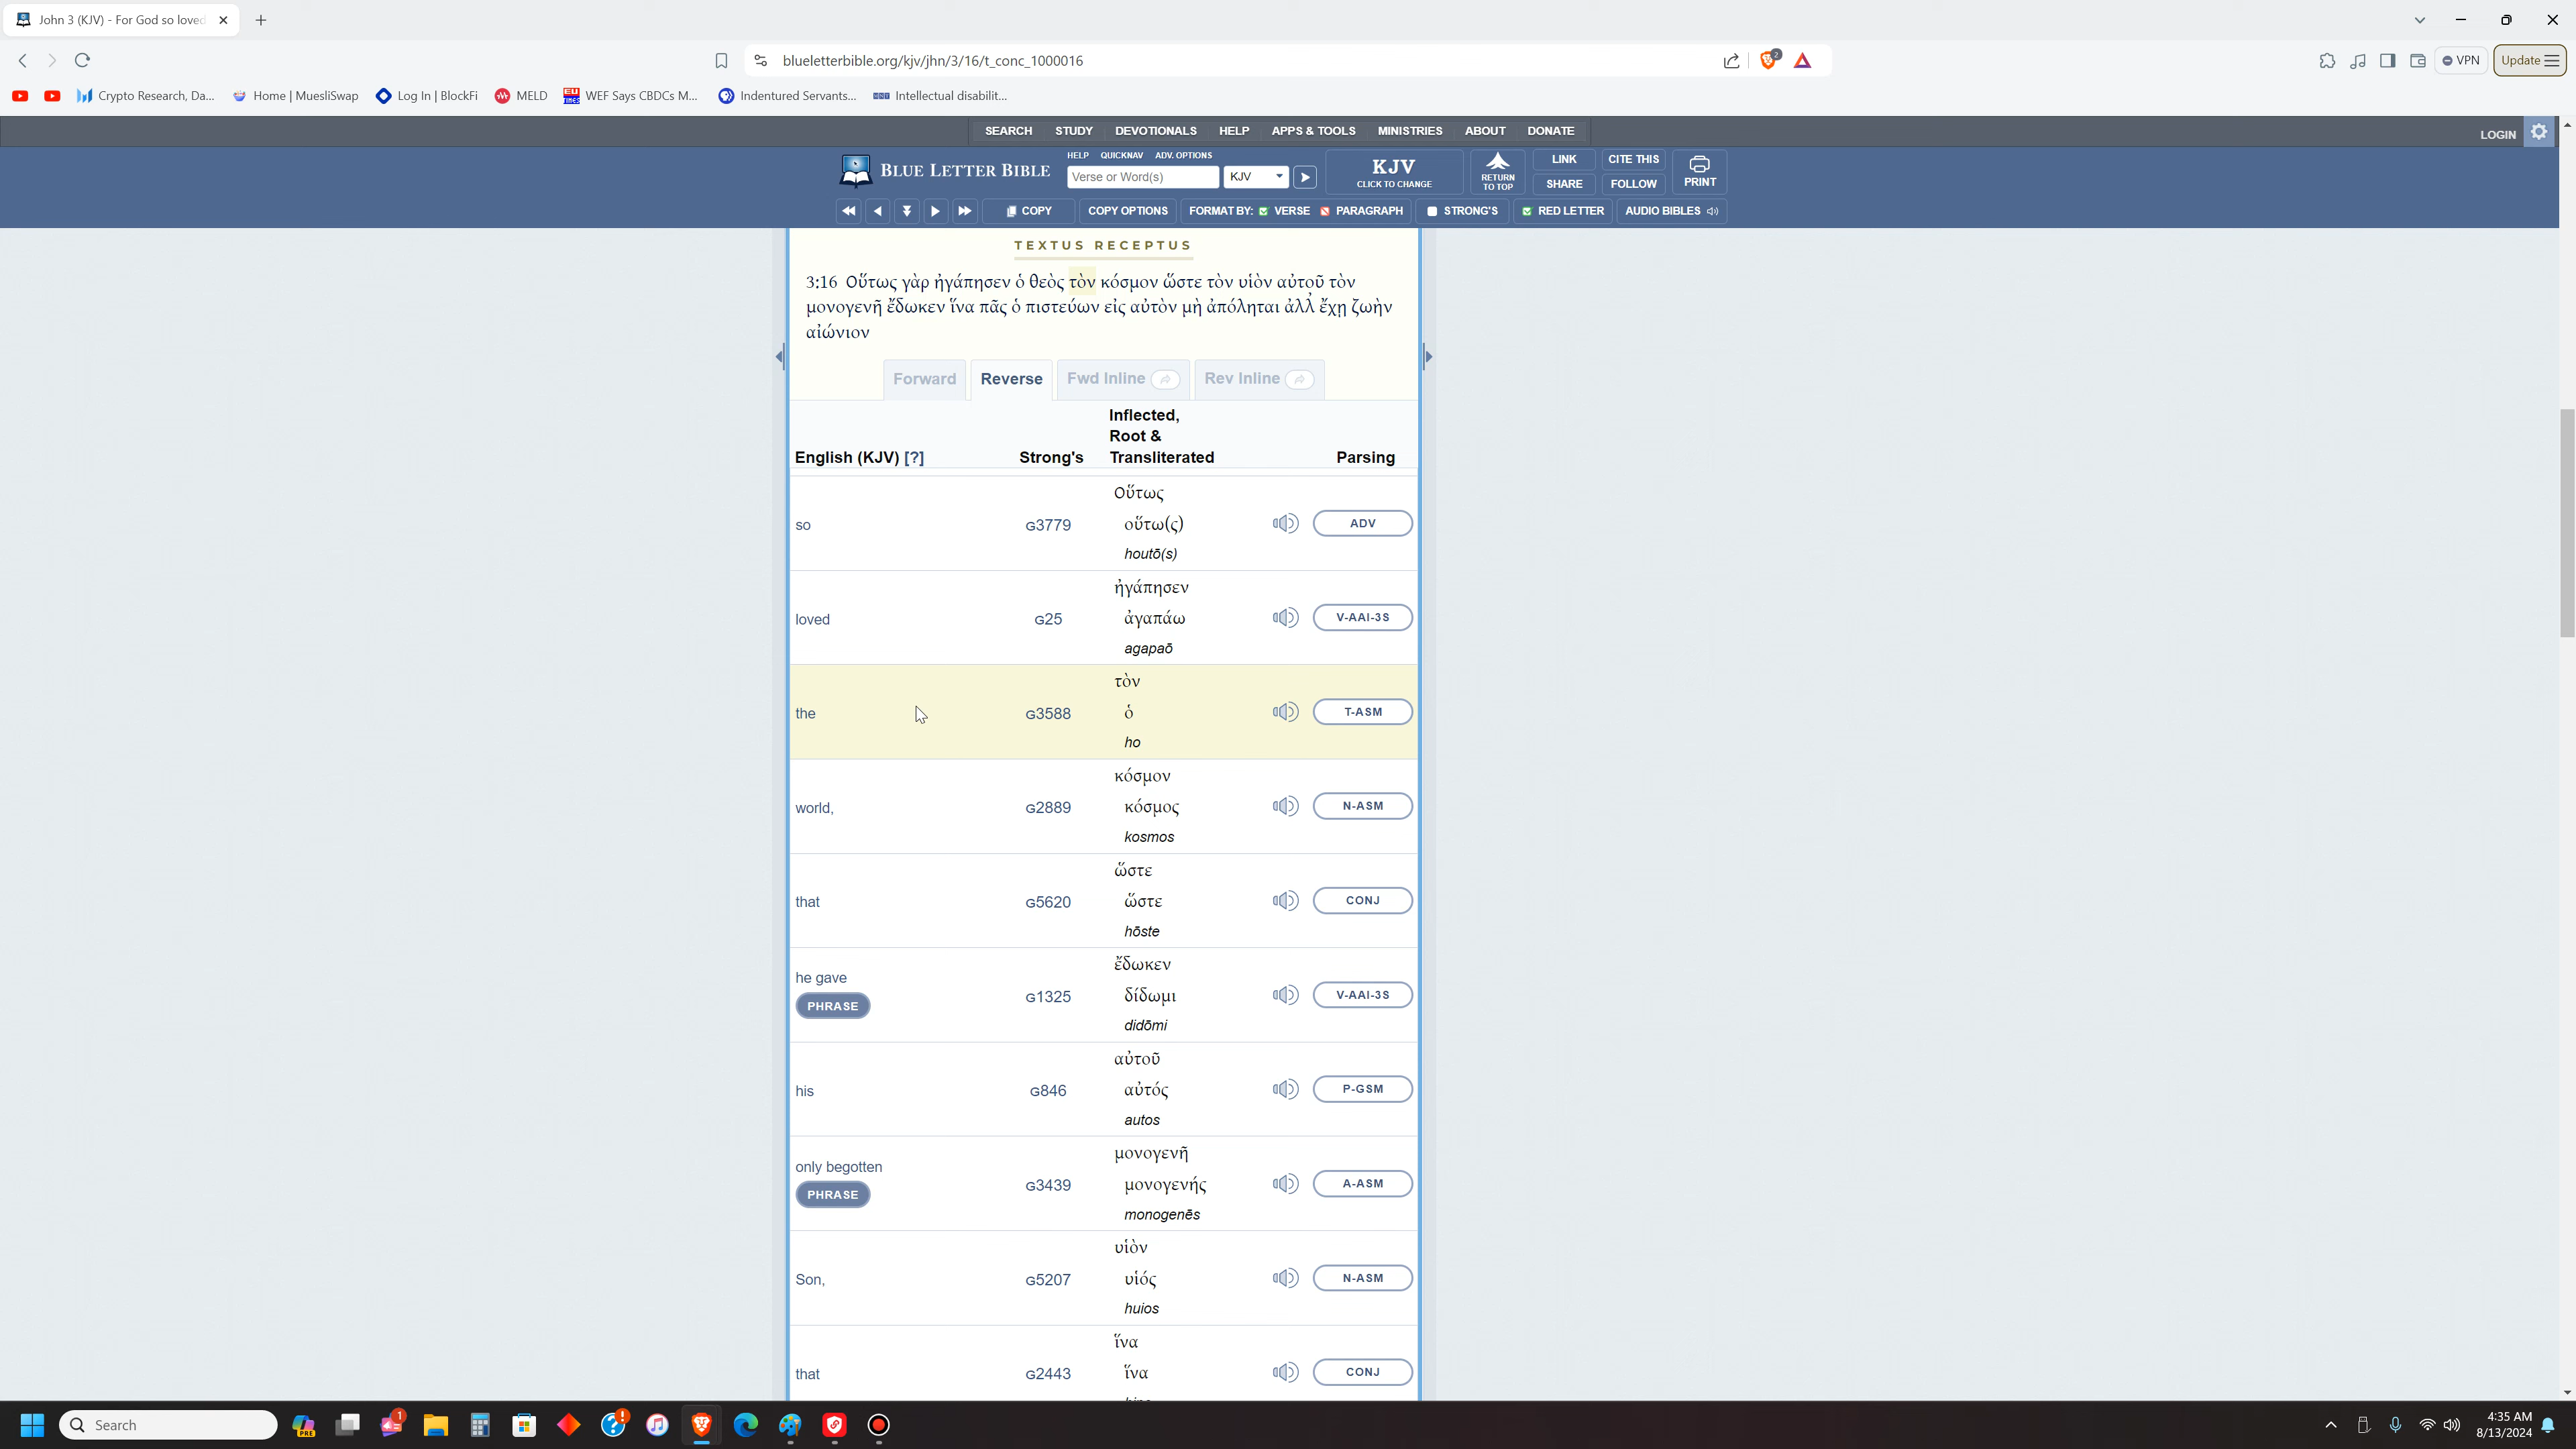 John 3 (KJV) - For God so loved
blueletterbible.org/kjv/jhn/3/16/t_conc_1000016
2
VPN
Update
Crypto Research, Da...
Home | MuesliSwap
Log In | BlockFi
MELD
WEF Says CBDCs M...
Indentured Servants...
Intellectual disabilit...
SEARCH STUDY DEVOTIONALS HELP APPS & TOOLS MINISTRIES ABOUT DONATE
LOGIN
BLUE LETTER BIBLE
HELP QUICKNAV ADV. OPTIONS
Verse or Word(s)
KJV
KJV
CLICK TO CHANGE
RETURN
TO TOP
LINK
CITE THIS
SHARE
FOLLOW
PRINT
COPY
COPY OPTIONS
FORMAT BY: VERSE PARAGRAPH
STRONG'S
RED LETTER
AUDIO BIBLES
TEXTUS RECEPTUS
3:16 Οὕτως γὰρ ἠγάπησεν ὁ θεὸς τὸν κόσμον ὥστε τὸν υἱὸν αὐτοῦ τὸν
μονογενῆ ἔδωκεν ἵνα πᾶς ὁ πιστεύων εἰς αὐτὸν μὴ ἀπόληται ἀλλ̓ ἔχῃ ζωὴν
αἰώνιον
Forward
Reverse
Fwd Inline
Rev Inline
English (KJV) [?]
Strong's
Inflected,
Root &
Transliterated
Parsing
so
G3779
Οὕτως
οὕτω(ς)
houtō(s)
ADV
loved
G25
ἠγάπησεν
ἀγαπάω
agapaō
V-AAI-3S
the
G3588
τὸν
ὁ
ho
T-ASM
world,
G2889
κόσμον
κόσμος
kosmos
N-ASM
that
G5620
ὥστε
ὥστε
hōste
CONJ
he gave
PHRASE
G1325
ἔδωκεν
δίδωμι
didōmi
V-AAI-3S
his
G846
αὐτοῦ
αὐτός
autos
P-GSM
only begotten
PHRASE
G3439
μονογενῆ
μονογενής
monogenēs
A-ASM
Son,
G5207
υἱὸν
υἱός
huios
N-ASM
that
G2443
ἵνα
ἵνα
CONJ
Search
PRE
1
4:35 AM
8/13/2024